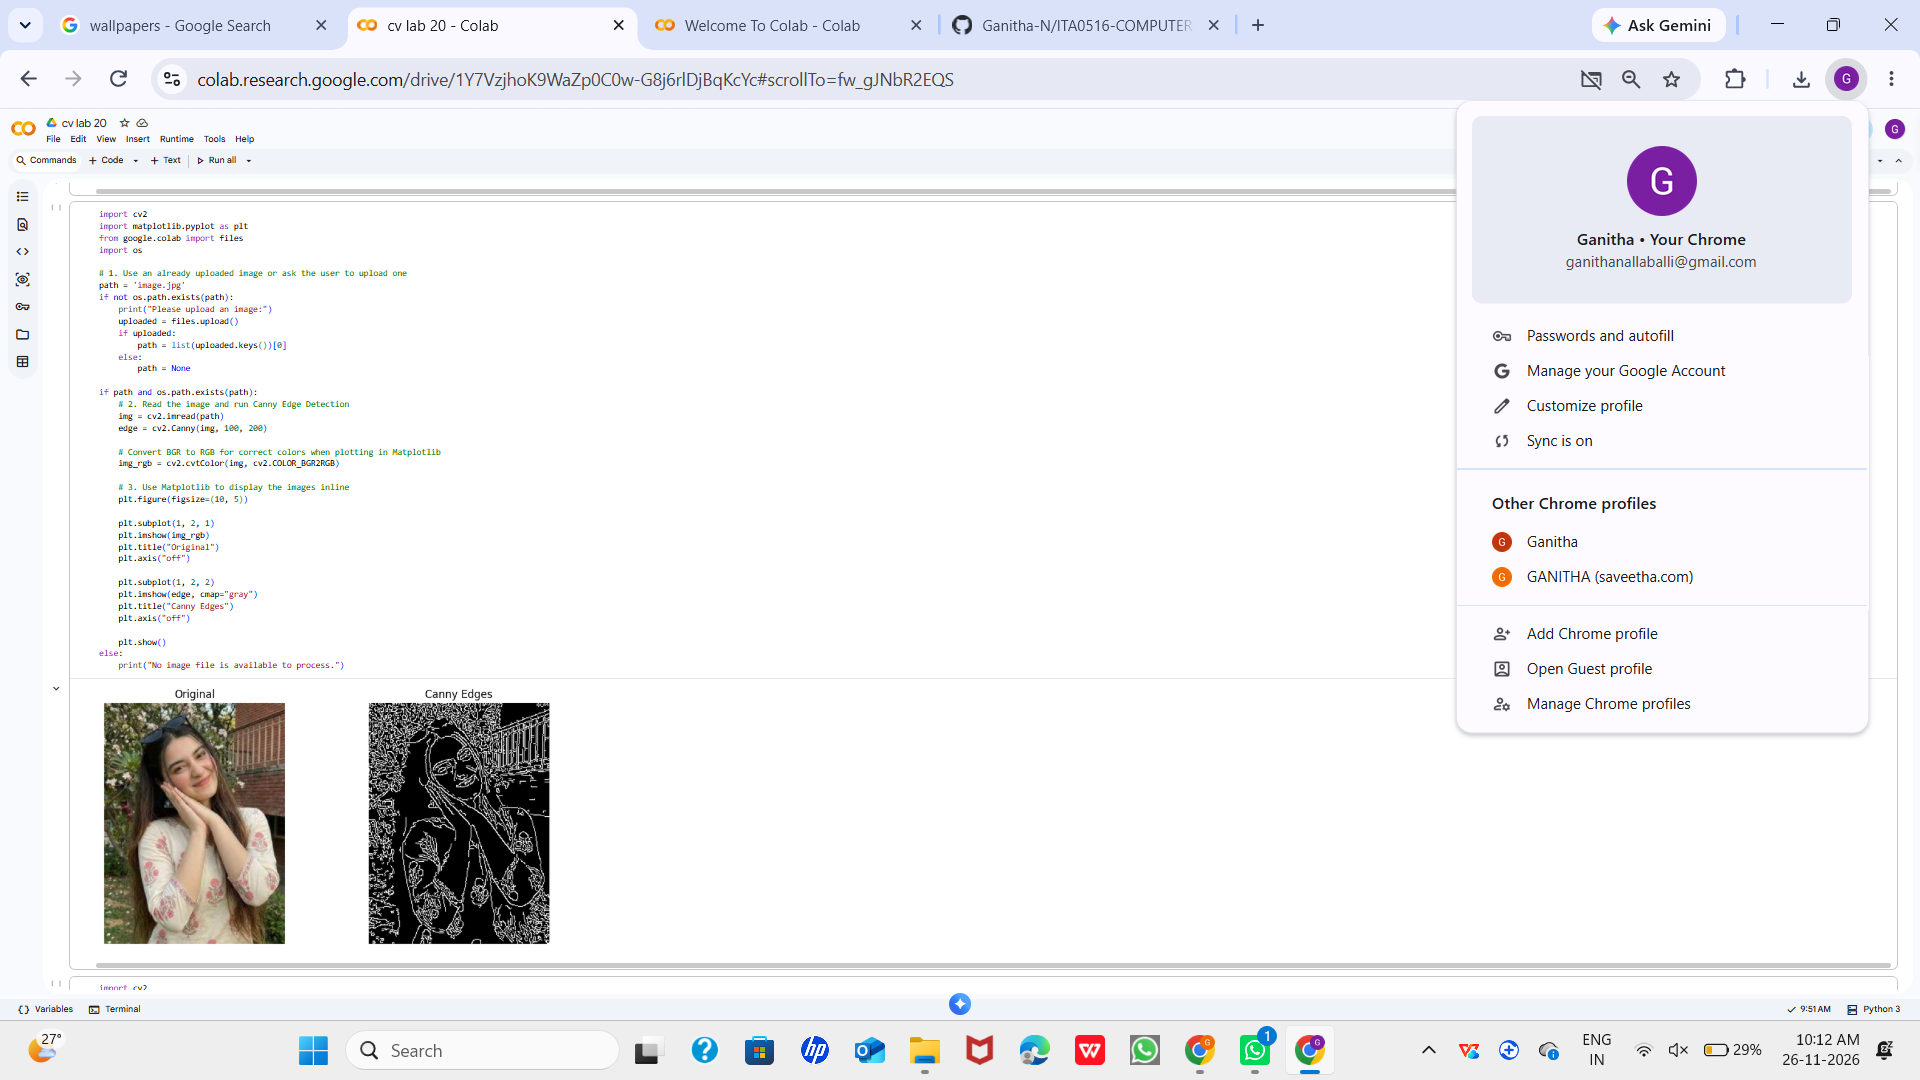 wallpapers - Google Search
cv lab 20 - Colab
Welcome To Colab - Colab
Ganitha-N/ITA0516-COMPUTER
Ask Gemini
colab.research.google.com/drive/1Y7VzjhoK9WaZp0C0w-G8j6rlDjBqKcYc#scrollTo=fw_gJNbR2EQS
G
cv lab 20
G
File Edit View Insert Runtime Tools Help
Commands + Code + Text Run all
[ ]
import cv2
import matplotlib.pyplot as plt
from google.colab import files
import os
# 1. Use an already uploaded image or ask the user to upload one
path = 'image.jpg'
if not os.path.exists(path):
print("Please upload an image:")
uploaded = files.upload()
if uploaded:
path = list(uploaded.keys())[0]
else:
path = None
if path and os.path.exists(path):
# 2. Read the image and run Canny Edge Detection
img = cv2.imread(path)
edge = cv2.Canny(img, 100, 200)
# Convert BGR to RGB for correct colors when plotting in Matplotlib
img_rgb = cv2.cvtColor(img, cv2.COLOR_BGR2RGB)
# 3. Use Matplotlib to display the images inline
plt.figure(figsize=(10, 5))
plt.subplot(1, 2, 1)
plt.imshow(img_rgb)
plt.title("Original")
plt.axis("off")
plt.subplot(1, 2, 2)
plt.imshow(edge, cmap="gray")
plt.title("Canny Edges")
plt.axis("off")
plt.show()
else:
print("No image file is available to process.")
Original
Canny Edges
[ ]
import cv2
G
Ganitha • Your Chrome
ganithanallaballi@gmail.com
Passwords and autofill
Manage your Google Account
Customize profile
Sync is on
Other Chrome profiles
G Ganitha
G GANITHA (saveetha.com)
Add Chrome profile
Open Guest profile
Manage Chrome profiles
Variables Terminal
9:51 AM Python 3
27°
Search
hp
1
ENG
IN
29%
10:12 AM
26-11-2026